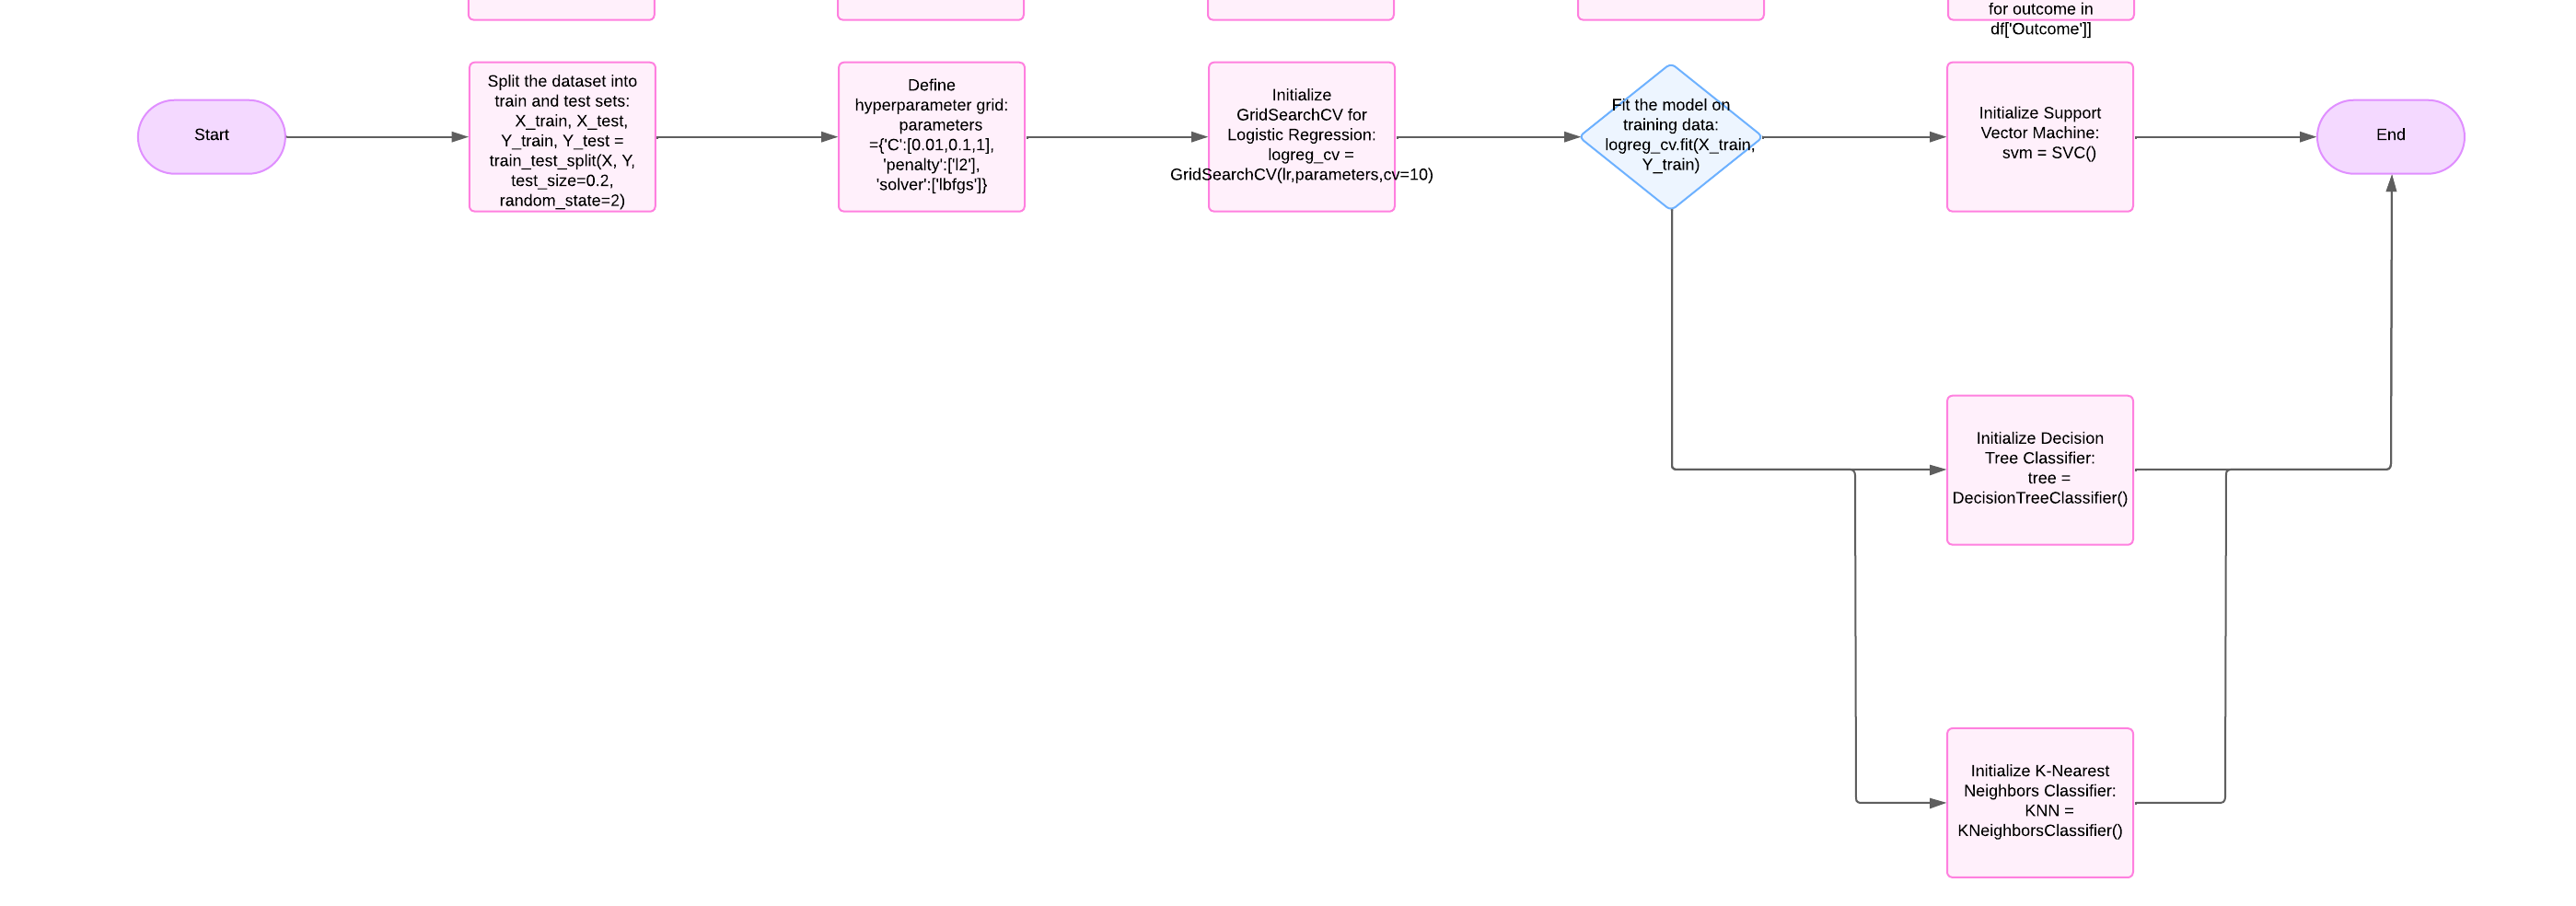 for outcome in
df['Outcome']]
Start
Split the dataset into
train and test sets:
X_train, X_test,
Y_train, Y_test =
train_test_split(X, Y,
test_size=0.2,
random_state=2)
Define
hyperparameter grid:
parameters
={'C':[0.01,0.1,1],
'penalty':['l2'],
'solver':['lbfgs']}
Initialize
GridSearchCV for
Logistic Regression:
logreg_cv =
GridSearchCV(lr,parameters,cv=10)
Fit the model on
training data:
logreg_cv.fit(X_train,
Y_train)
Initialize Support
Vector Machine:
svm = SVC()
End
Initialize Decision
Tree Classifier:
tree =
DecisionTreeClassifier()
Initialize K-Nearest
Neighbors Classifier:
KNN =
KNeighborsClassifier()